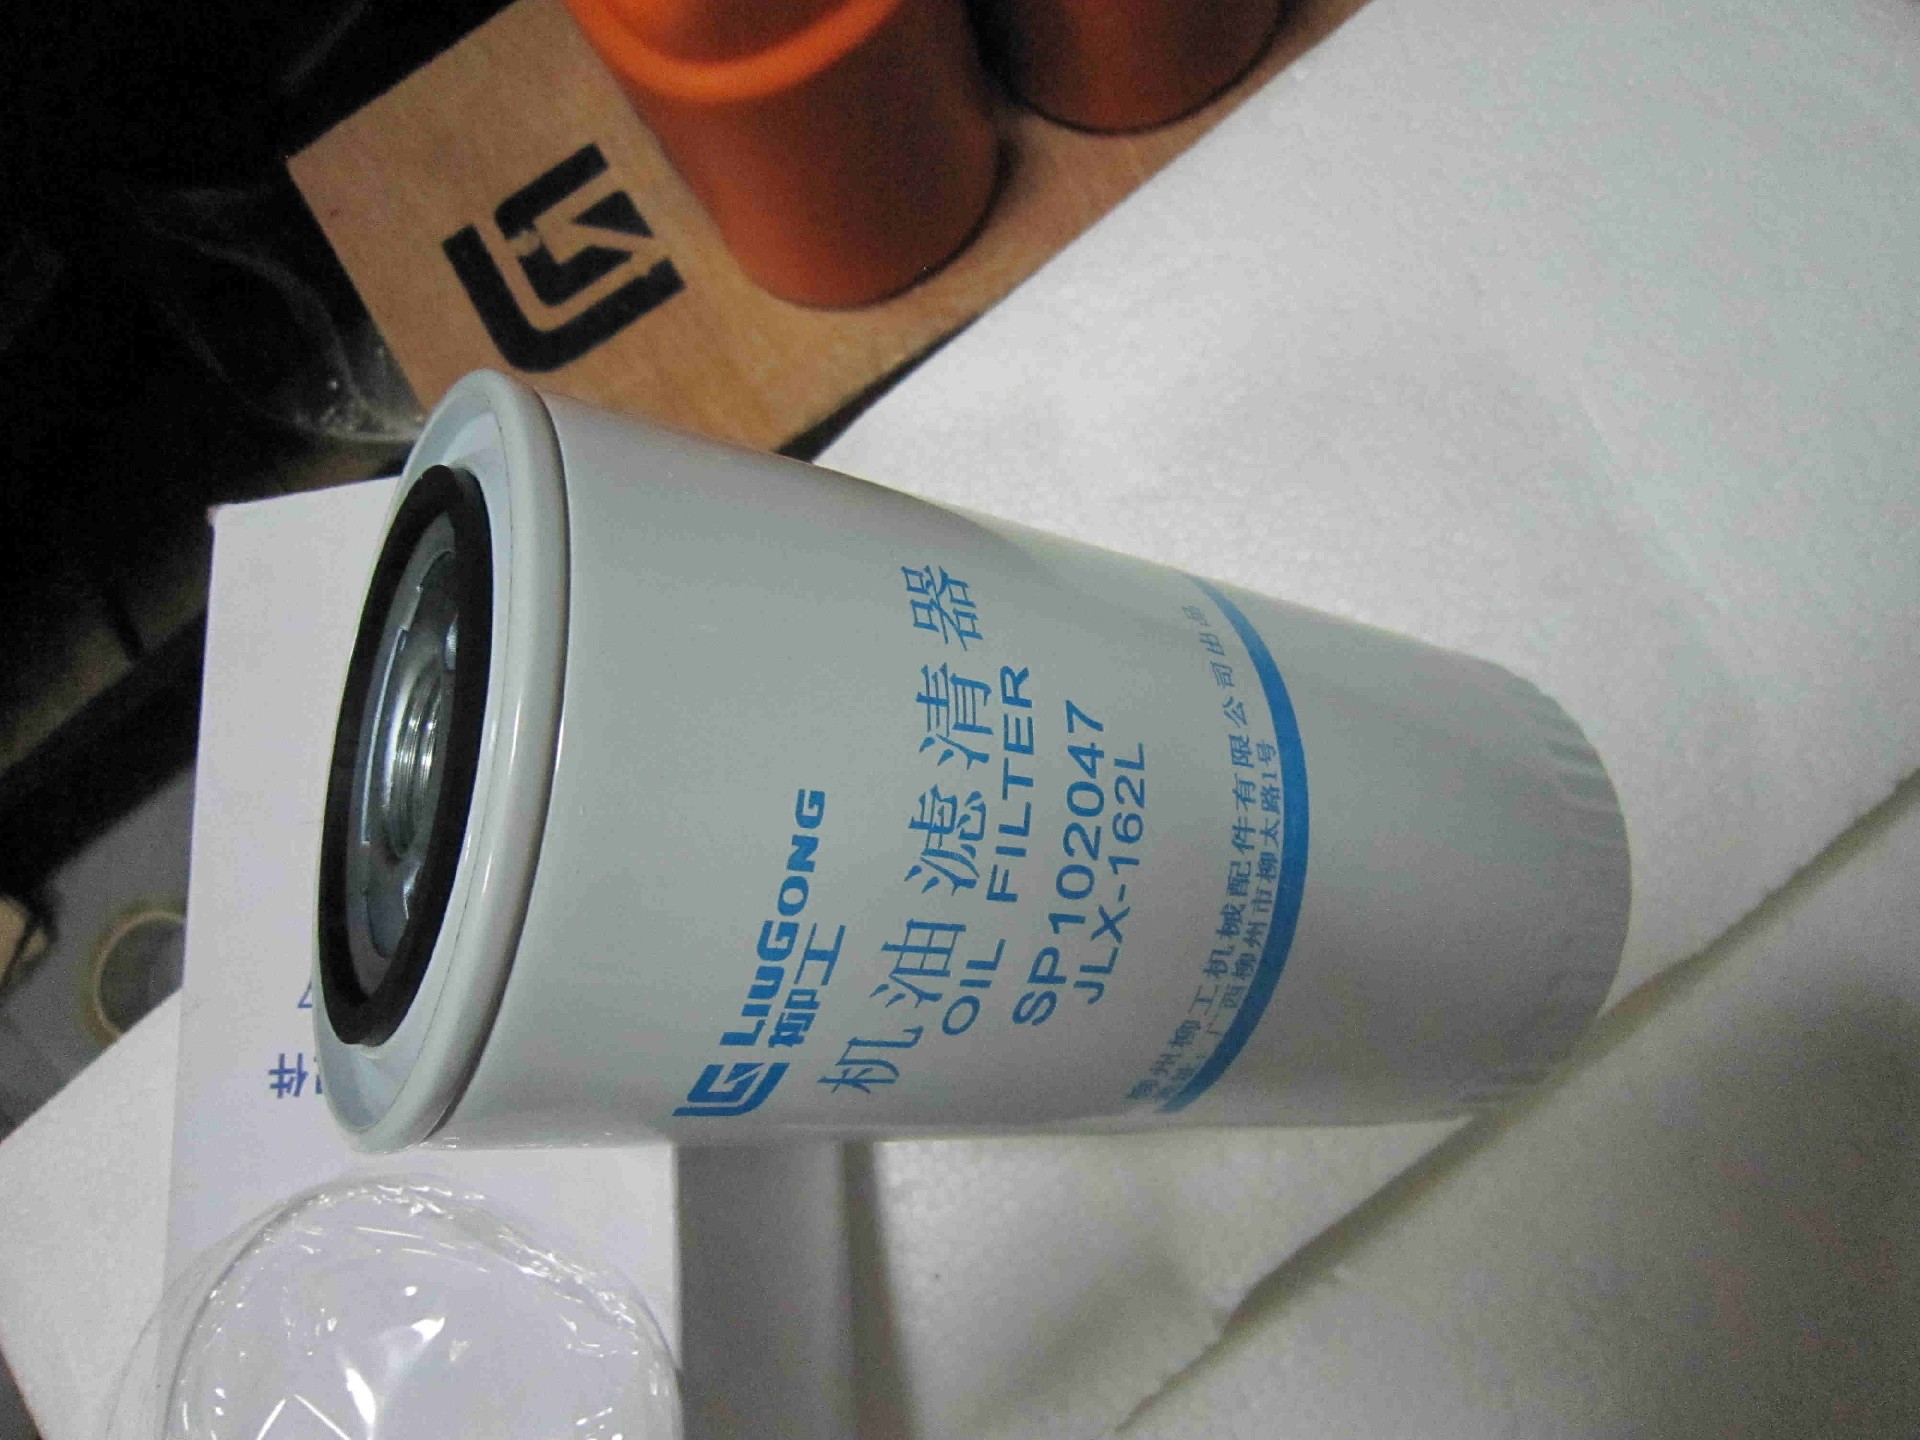 LIUGONG
柳工
机油滤清器
OIL FILTER
SP102047
JLX-162L
柳州柳工机械配件有限公司出品
广西柳州市柳太路1号
件